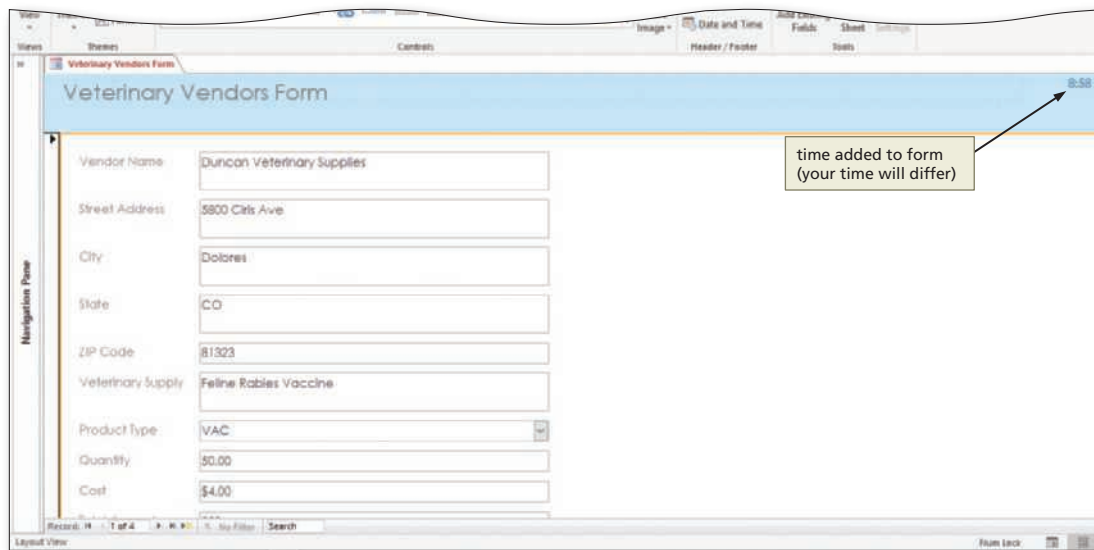 View
Image
Date and Time
Fields
Sheet
Views
Themes
Controls
Header / Footer
Tools
Veterinary Vendors Form
Veterinary Vendors Form
8:58
time added to form
(your time will differ)
Vendor Name
Duncan Veterinary Supplies
Street Address
5800 Ciris Ave
City
Dolores
State
CO
ZIP Code
81323
Veterinary Supply
Feline Rabies Vaccine
Product Type
VAC
Quantity
50.00
Cost
$4.00
Navigation Pane
Record: 1 of 4 No Filter Search
Layout View
Num Lock